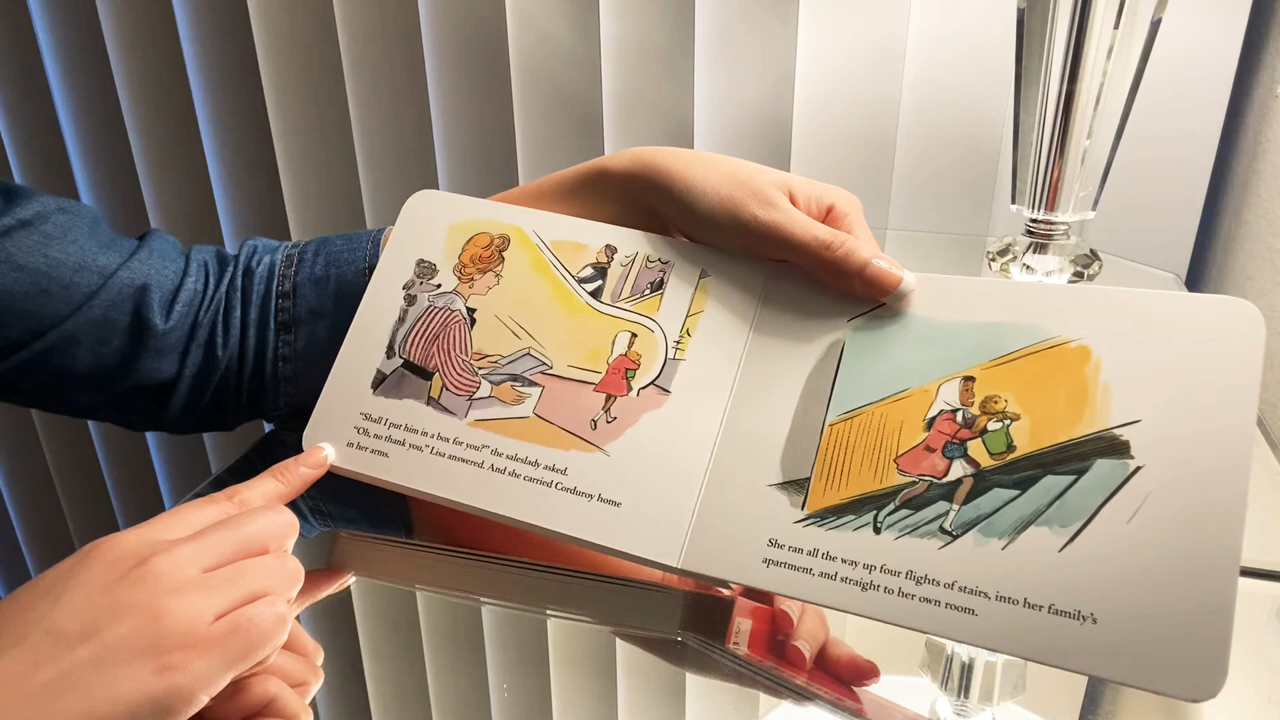 “Shall I put him in a box for you?” the saleslady asked.
“Oh, no thank you,” Lisa answered. And she carried Corduroy home
in her arms.
She ran all the way up four flights of stairs, into her family’s
apartment, and straight to her own room.